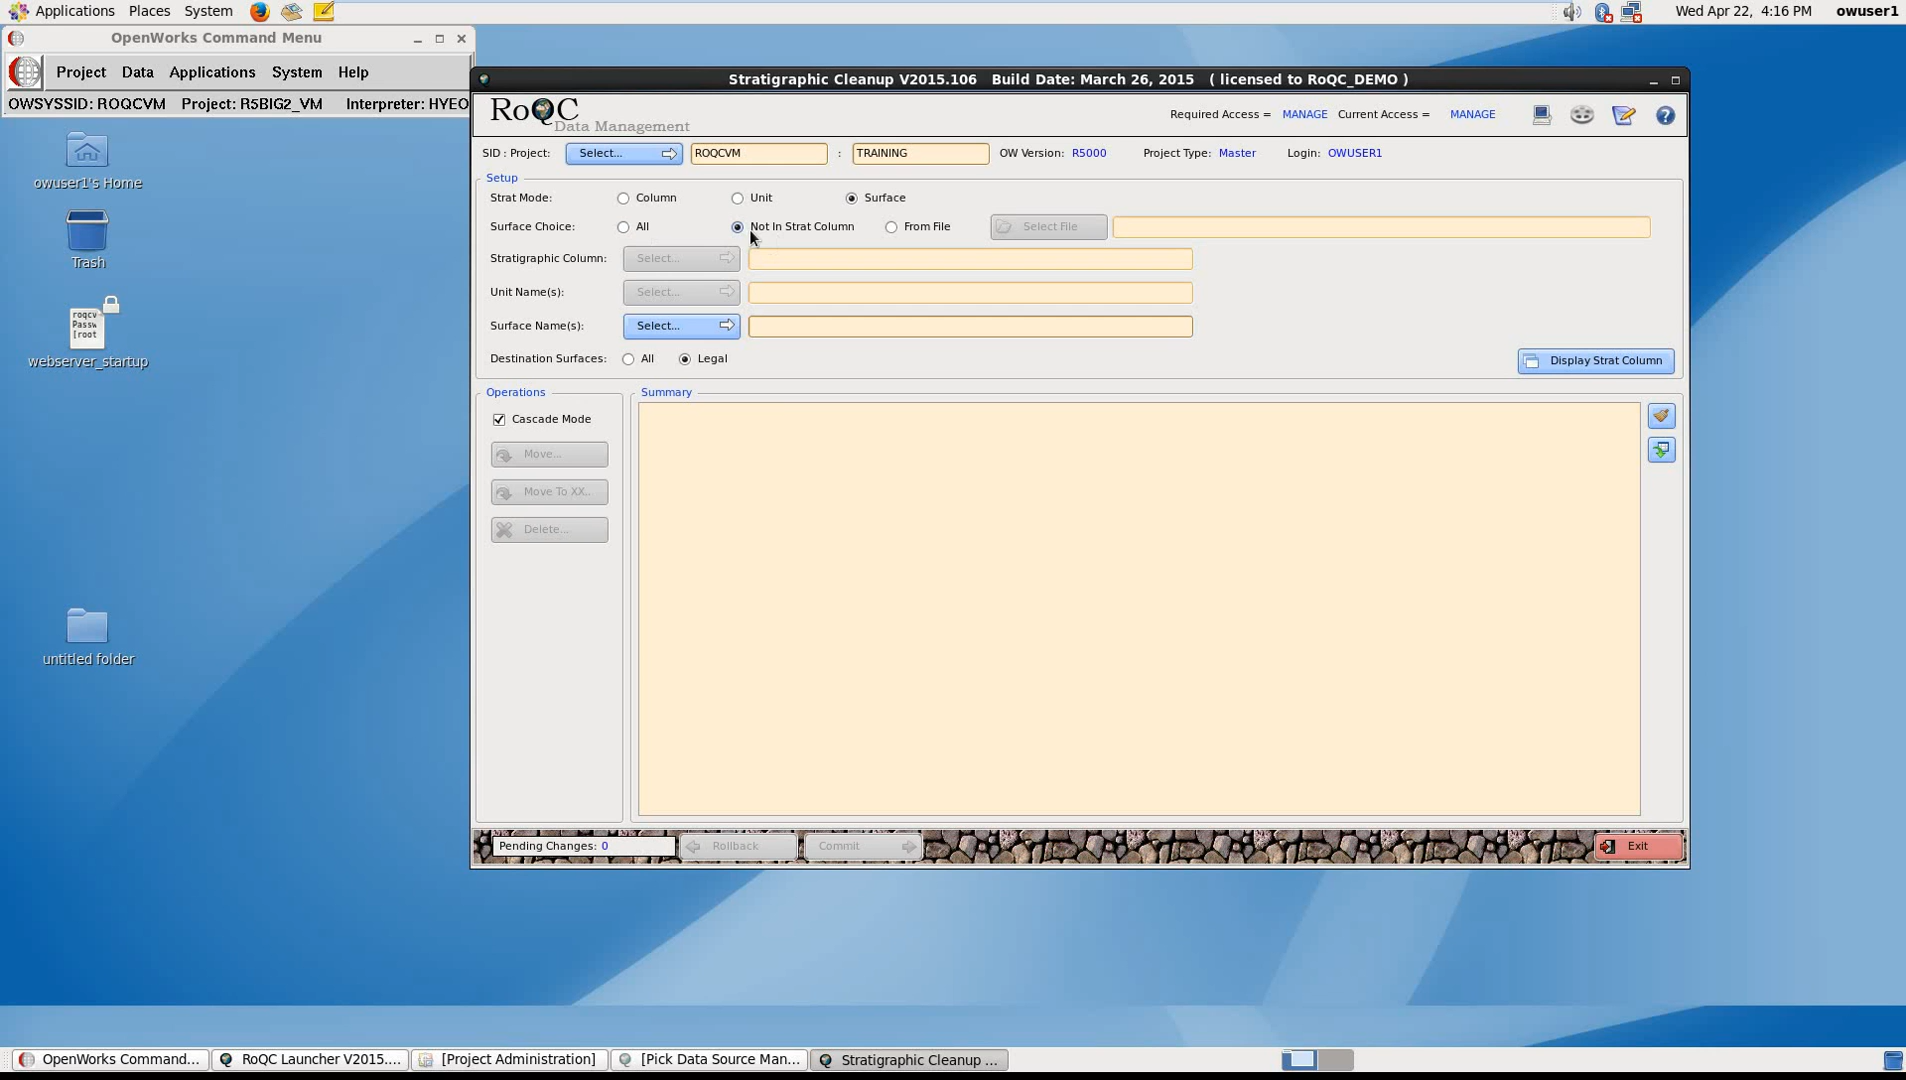 Applications Places System Wed Apr 22, 4:16 PM owuser1
OpenWorks Command Menu
Project Data Applications System Help
OWSYSSID: ROQCVM Project: R5BIG2_VM Interpreter: HYEO
owuser1's Home
Trash
roqcv
Passw
[root
webserver_startup
untitled folder
Stratigraphic Cleanup V2015.106 Build Date: March 26, 2015 ( licensed to RoQC_DEMO )
RoQC
Data Management
Required Access = MANAGE Current Access = MANAGE
SID : Project: Select... ROQCVM : TRAINING OW Version: R5000 Project Type: Master Login: OWUSER1
Setup
Strat Mode: Column Unit Surface
Surface Choice: All Not In Strat Column From File Select File
Stratigraphic Column: Select...
Unit Name(s): Select...
Surface Name(s): Select...
Destination Surfaces: All Legal Display Strat Column
Operations Summary
Cascade Mode
Move...
Move To XX..
Delete...
Pending Changes: 0 Rollback Commit Exit
OpenWorks Command... RoQC Launcher V2015.... [Project Administration] [Pick Data Source Man... Stratigraphic Cleanup ...